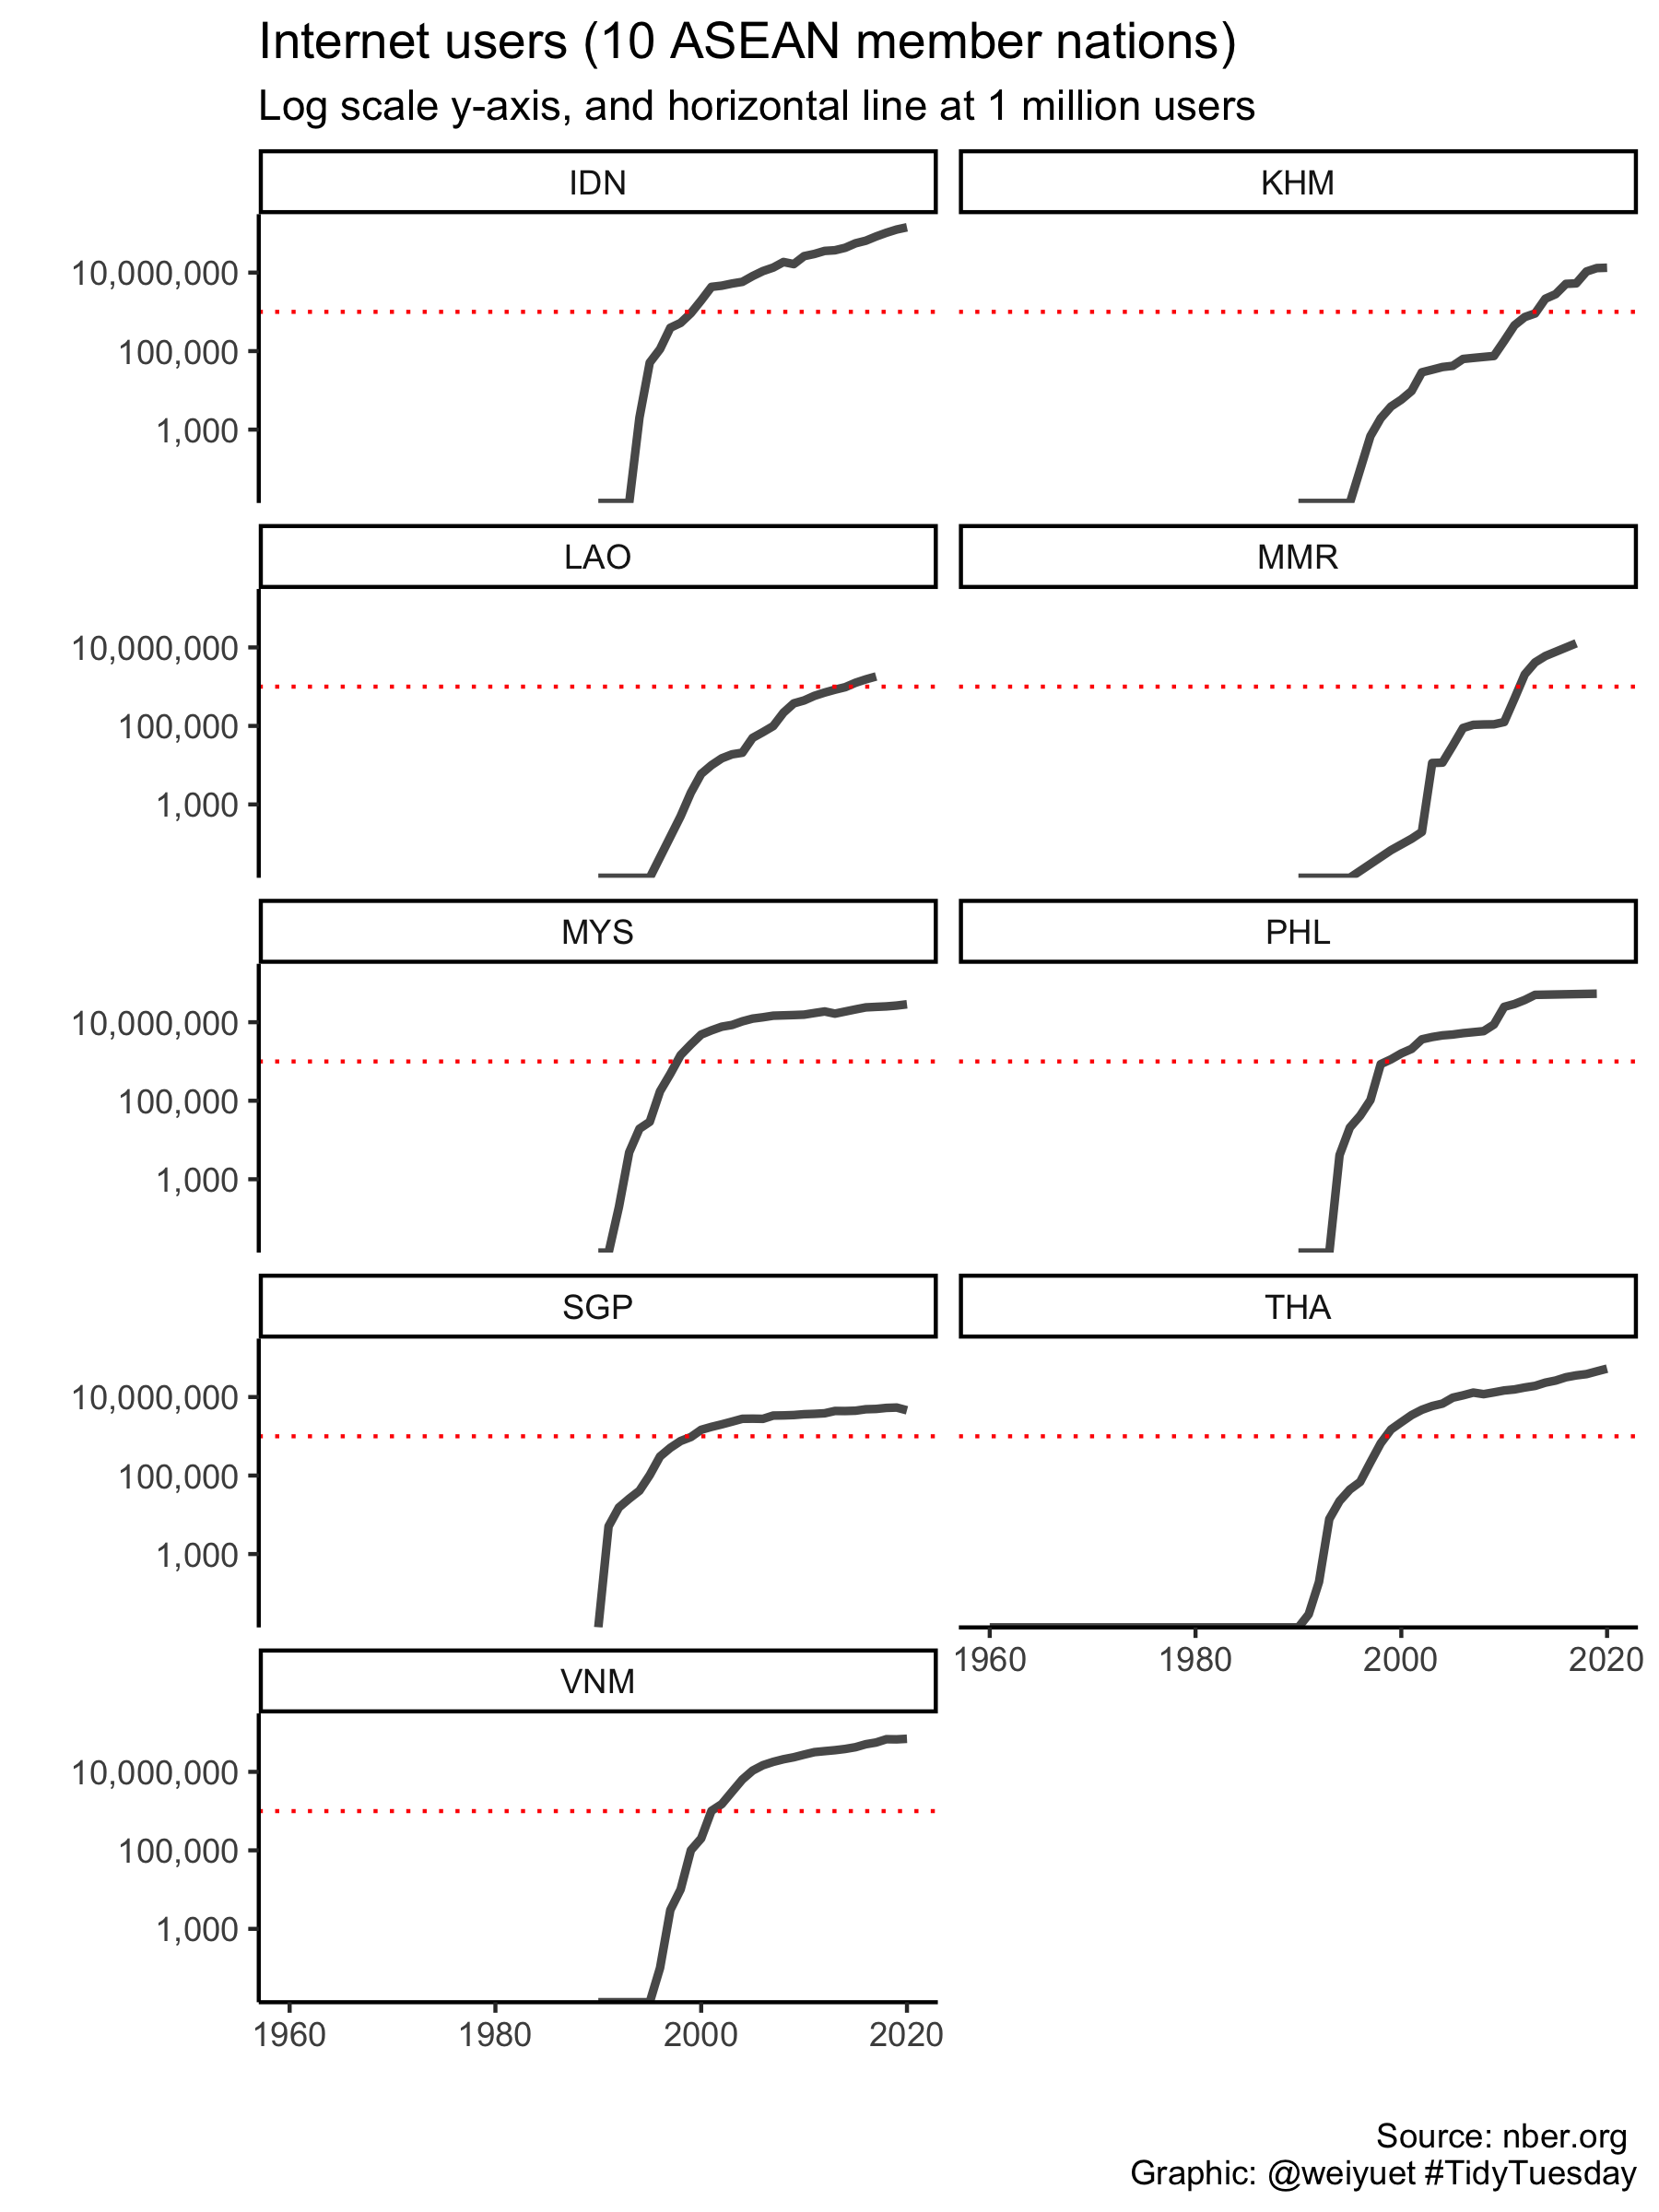 Internet users (10 ASEAN member nations)
Log scale y-axis, and horizontal line at 1 million users
IDN
KHM
10,000,000
100,000
1,000
LAO
MMR
10,000,000
100,000
1,000
MYS
PHL
10,000,000
100,000
1,000
SGP
THA
10,000,000
100,000
1,000
1960 1980 2000 2020
VNM
10,000,000
100,000
1,000
1960 1980 2000 2020
Source: nber.org
Graphic: @weiyuet #TidyTuesday